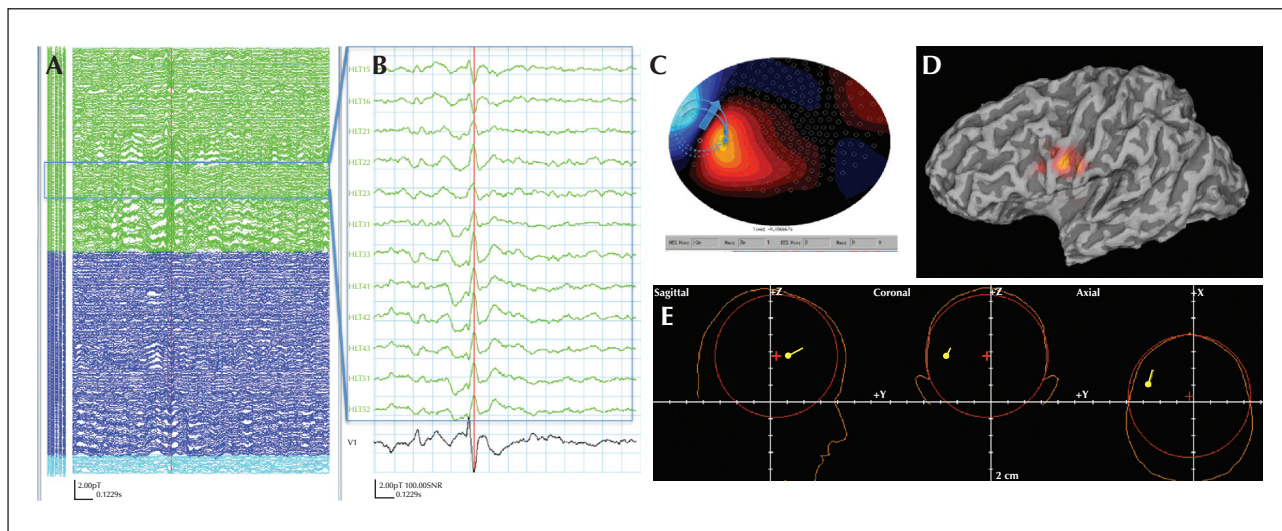 A
2.00pT
0.1229s
B
HLT15
HLT16
HLT21
HLT22
HLT23
HLT31
HLT33
HLT41
HLT42
HLT43
HLT51
HLT52
V1
2.00pT 100.00SNR
0.1229s
C
D
E
Sagittal
+Z
+Y
Coronal
+Z
+Y
2 cm
Axial
+X